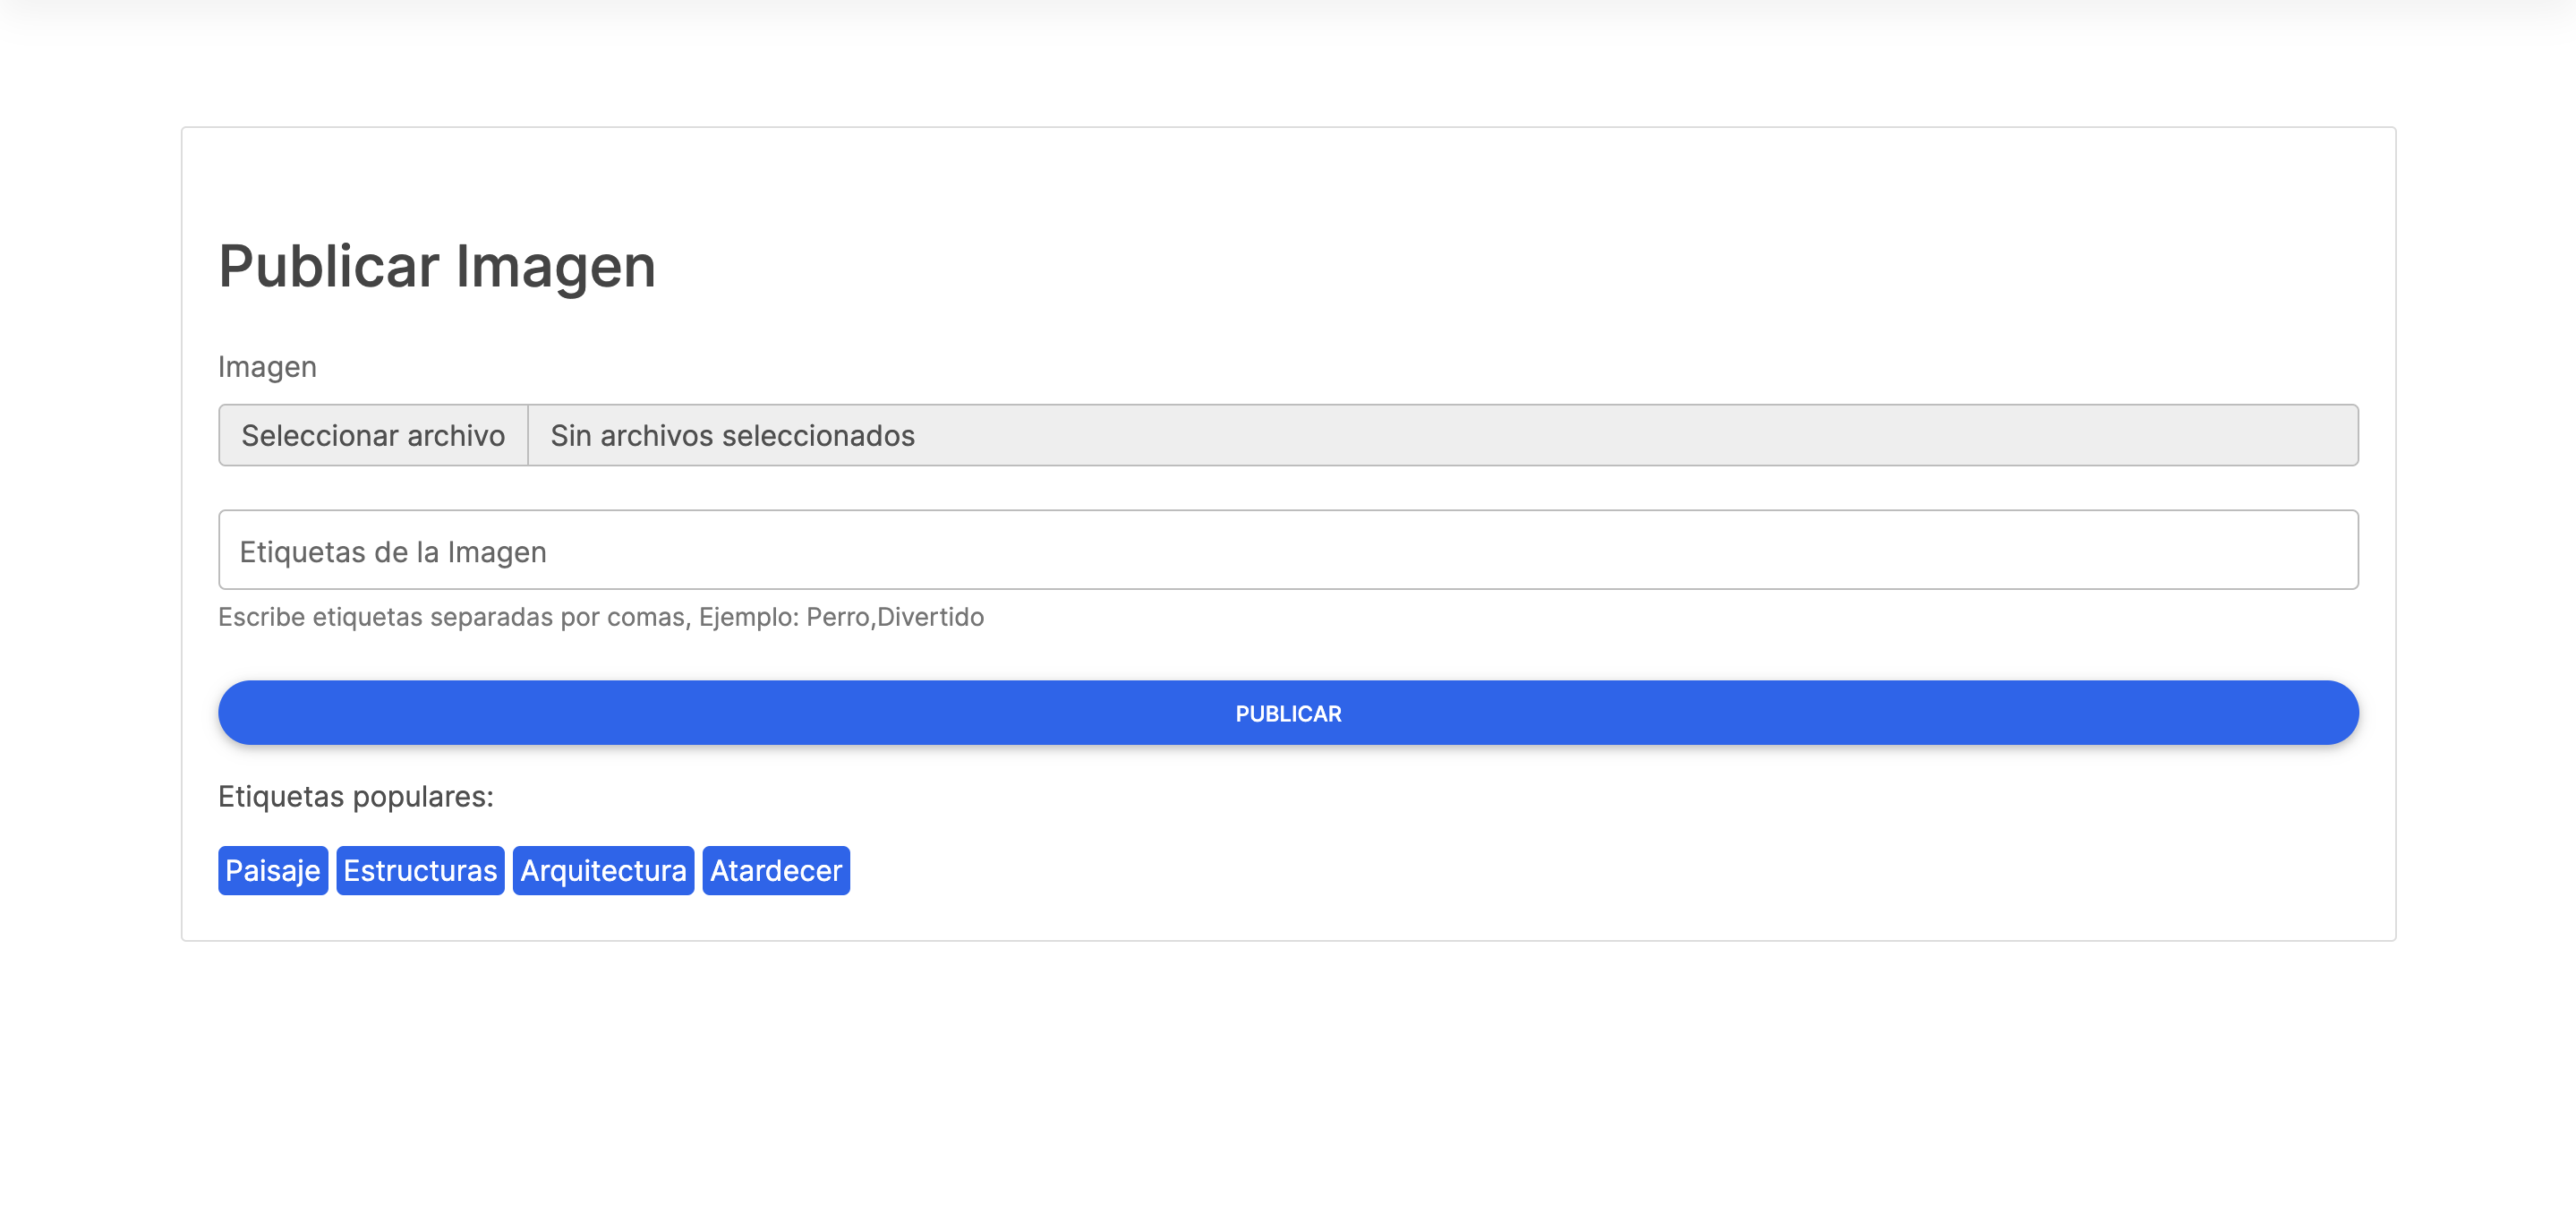 Publicar Imagen
Imagen
Seleccionar archivo Sin archivos seleccionados
Etiquetas de la Imagen
Escribe etiquetas separadas por comas, Ejemplo: Perro,Divertido
PUBLICAR
Etiquetas populares:
Paisaje Estructuras Arquitectura Atardecer